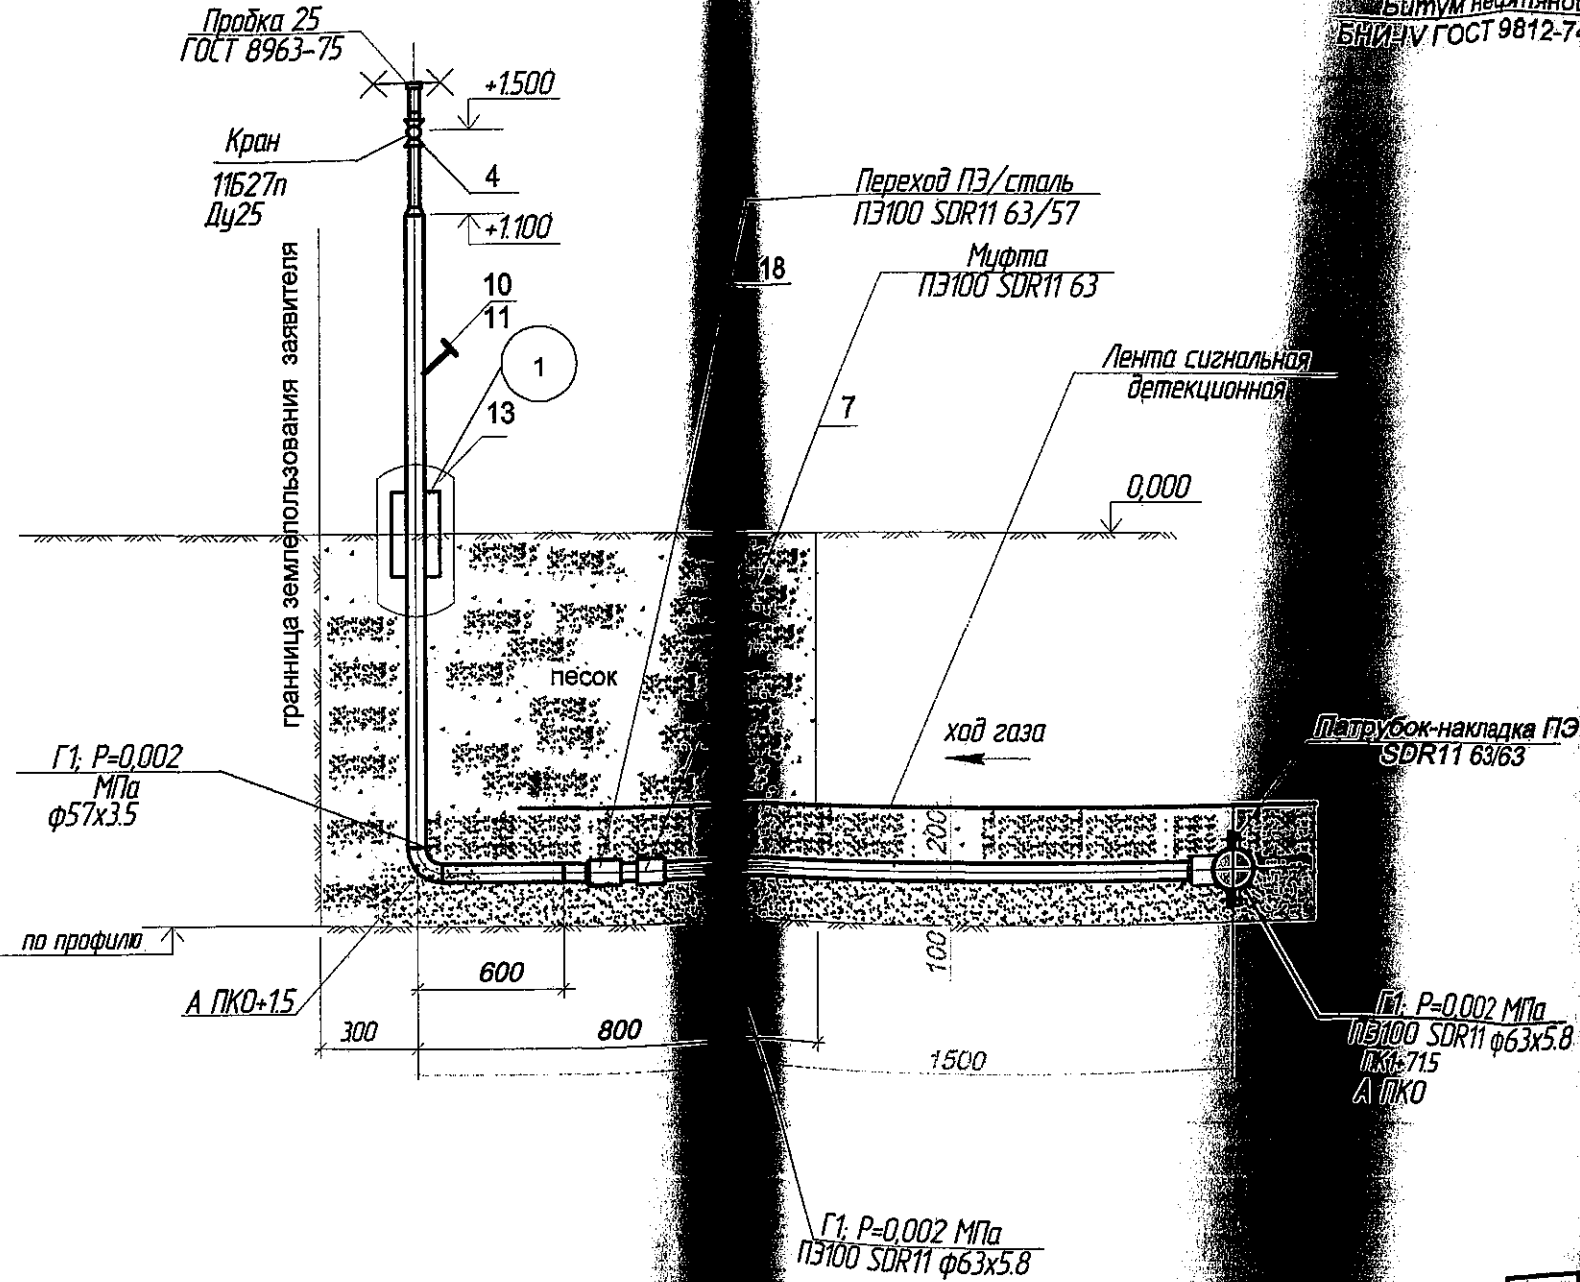 Пробка 25
ГОСТ 8963-75
БНИ-IV ГОСТ 9812-74
+1.500
Кран
11Б27п
Ду25
4
+1.100
Переход ПЭ/сталь
ПЭ100 SDR11 63/57
18
Муфта
ПЭ100 SDR11 63
10
11
1
13
7
Лента сигнальная
детекционная
0,000
гранница землепользования заявителя
песок
ход газа
Патрубок-накладка ПЭ
SDR11 63/63
Г1; Р=0,002
МПа
ф57х3.5
200
по профилю
100
600
А ПК0+1.5
300
800
1500
Г1; Р=0.002 МПа
ПЭ100 SDR11 ф63х5.8
ПК1+71.5
А ПК0
Г1; Р=0,002 МПа
ПЭ100 SDR11 ф63х5.8